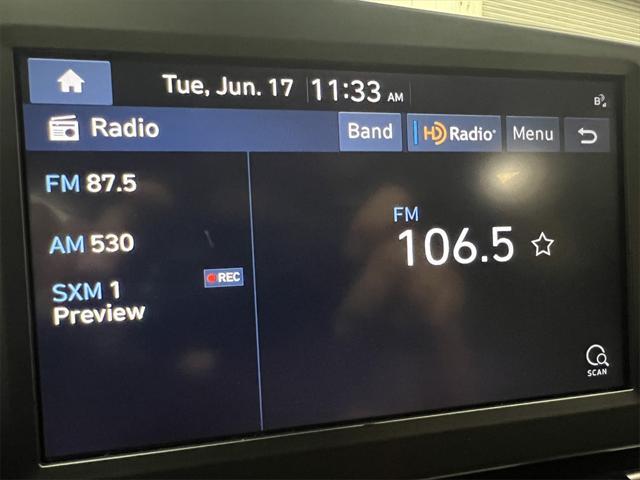 Tue, Jun. 17 11:33 AM
B
Radio Band HD Radio Menu
FM 87.5
AM 530
SXM 1
Preview
REC
FM
106.5
SCAN